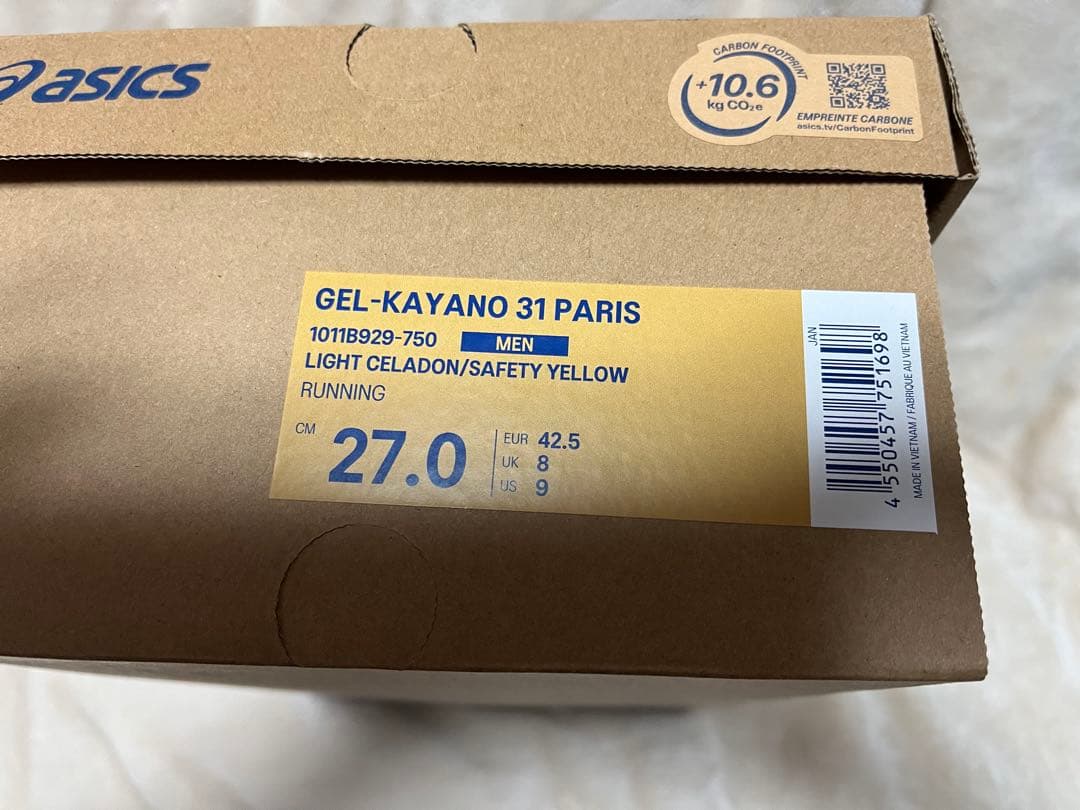 asics
CARBON FOOTPRINT
+10.6
kg CO₂e
EMPREINTE CARBONE
asics.tv/CarbonFootprint
GEL-KAYANO 31 PARIS
1011B929-750 MEN
LIGHT CELADON/SAFETY YELLOW
RUNNING
CM 27.0
EUR 42.5
UK 8
US 9
JAN
4 550457 751698
MADE IN VIETNAM / FABRIQUE AU VIETNAM